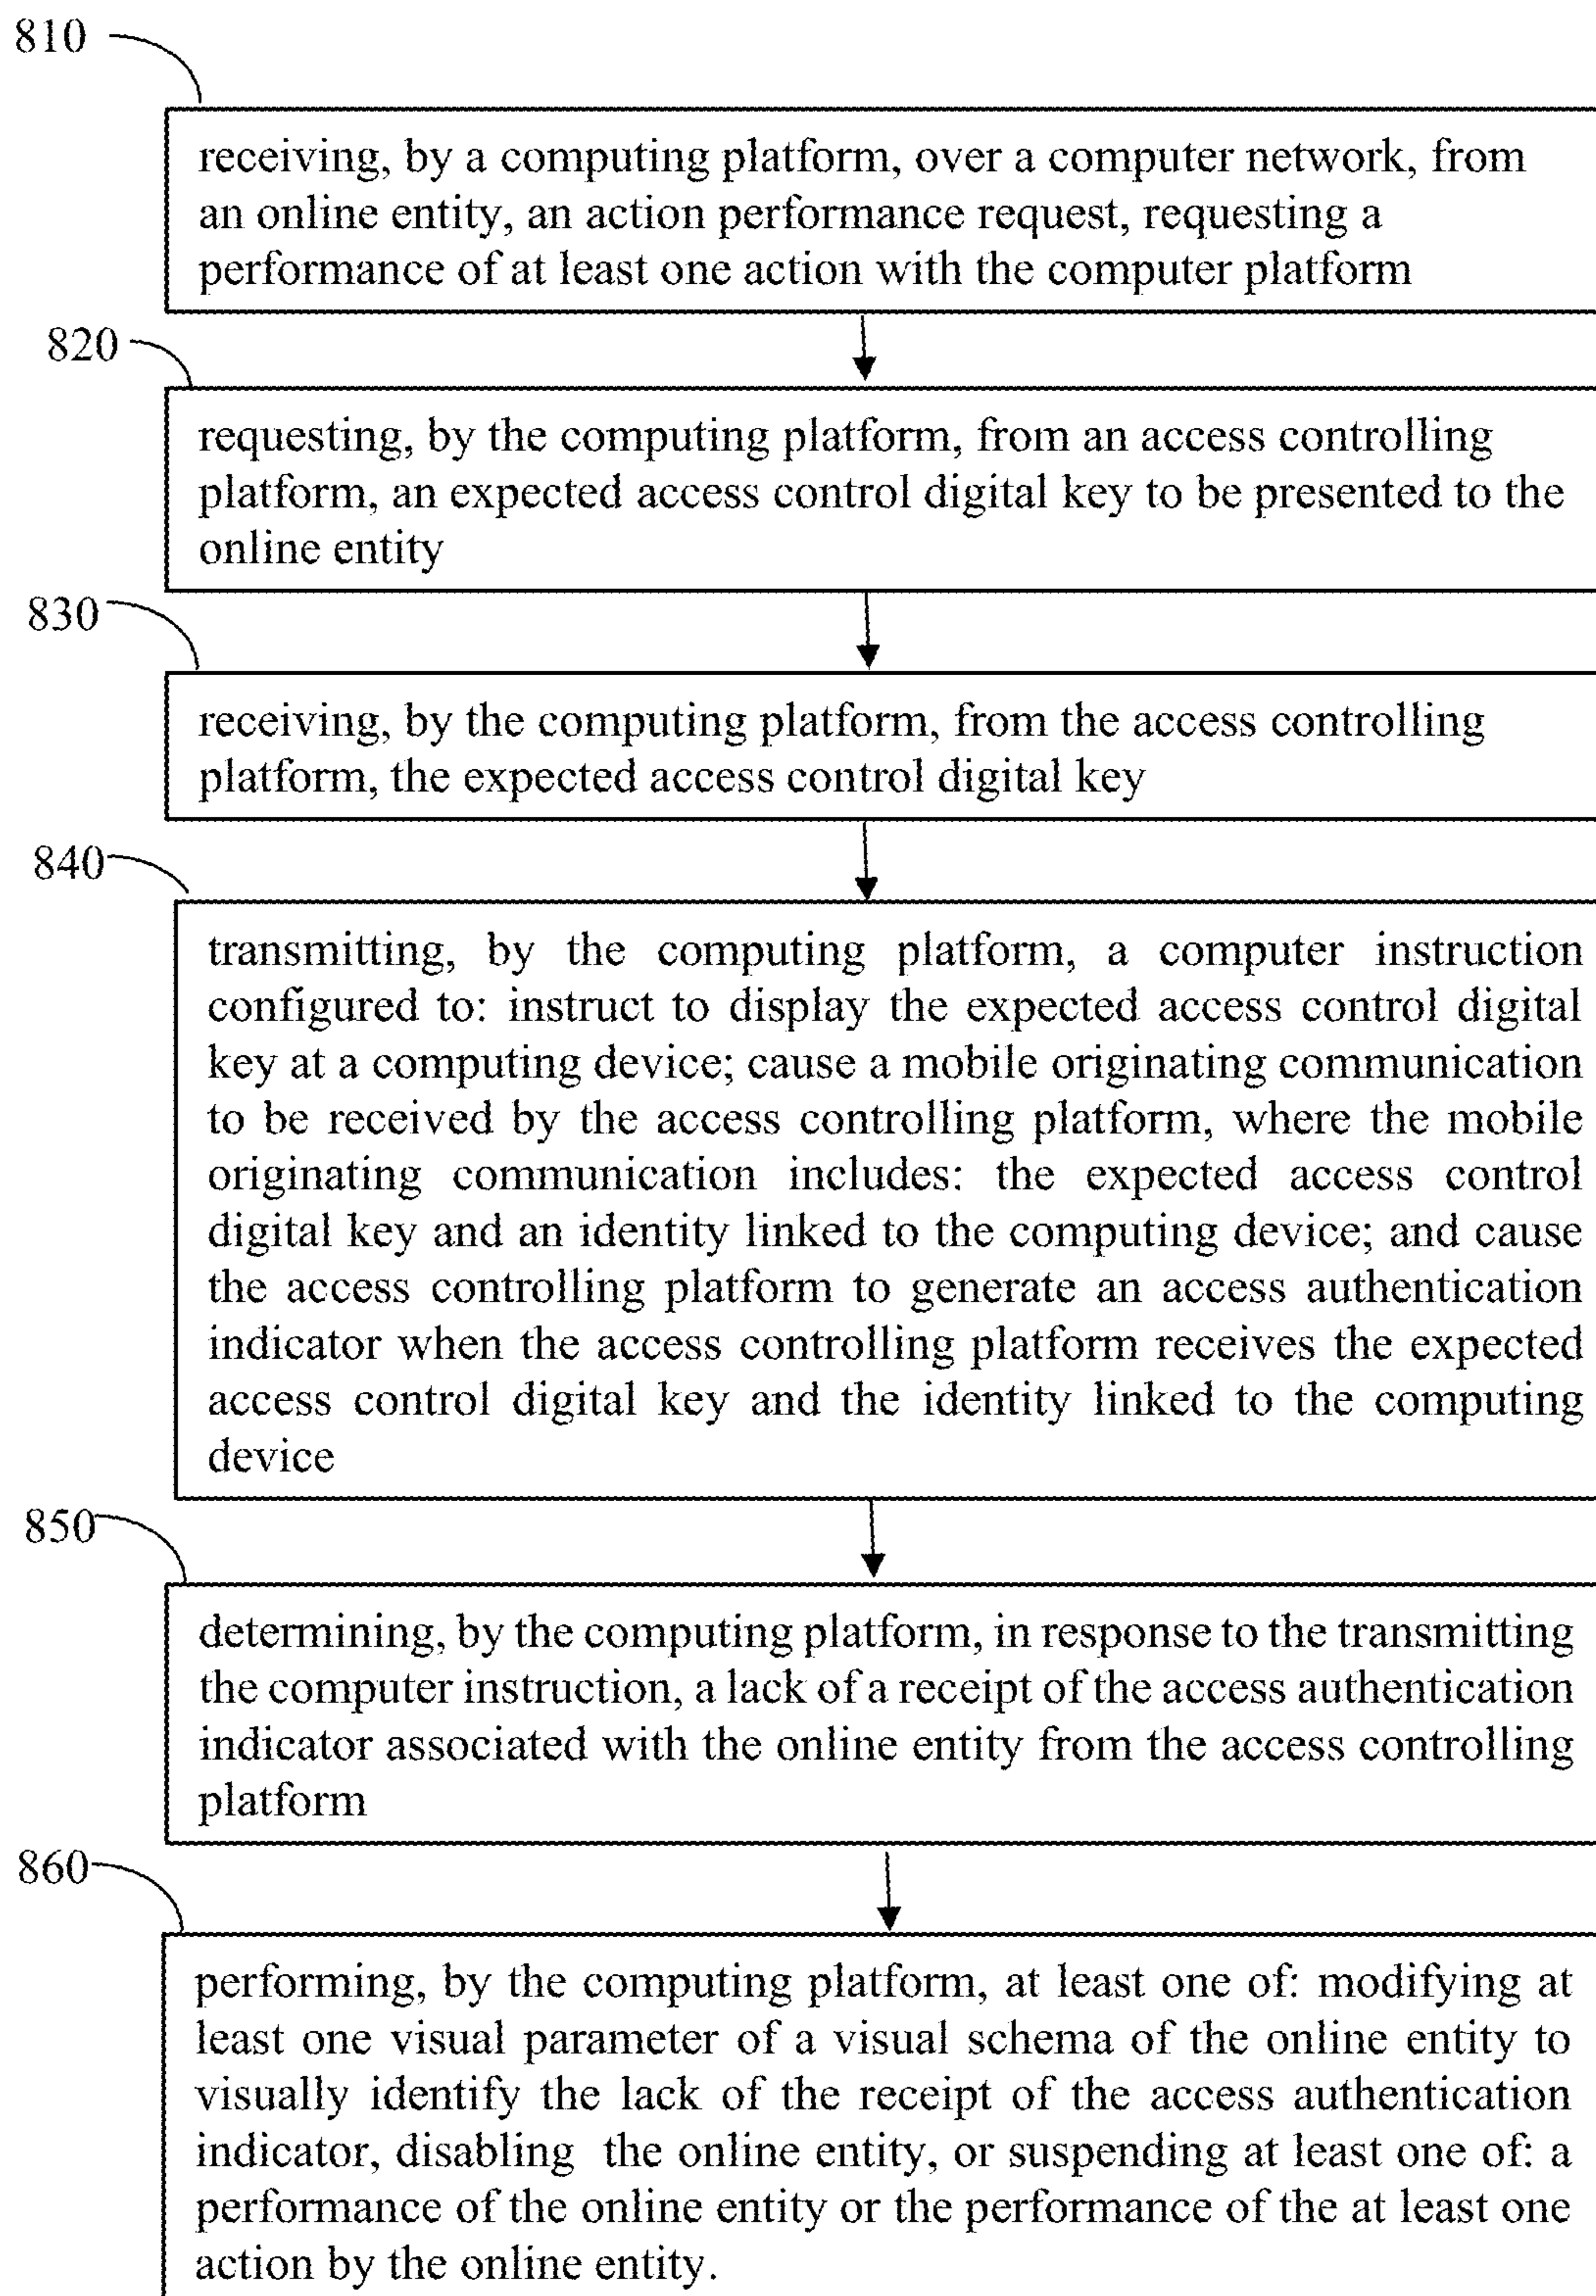 810
receiving, by a computing platform, over a computer network, from
an online entity, an action performance request, requesting a
performance of at least one action with the computer platform
820
requesting, by the computing platform, from an access controlling
platform, an expected access control digital key to be presented to the
online entity
830
receiving, by the computing platform, from the access controlling
platform, the expected access control digital key
840
transmitting, by the computing platform, a computer instruction
configured to: instruct to display the expected access control digital
key at a computing device; cause a mobile originating communication
to be received by the access controlling platform, where the mobile
originating communication includes: the expected access control
digital key and an identity linked to the computing device; and cause
the access controlling platform to generate an access authentication
indicator when the access controlling platform receives the expected
access control digital key and the identity linked to the computing
device
850
determining, by the computing platform, in response to the transmitting
the computer instruction, a lack of a receipt of the access authentication
indicator associated with the online entity from the access controlling
platform
860
performing, by the computing platform, at least one of: modifying at
least one visual parameter of a visual schema of the online entity to
visually identify the lack of the receipt of the access authentication
indicator, disabling the online entity, or suspending at least one of: a
performance of the online entity or the performance of the at least one
action by the online entity.